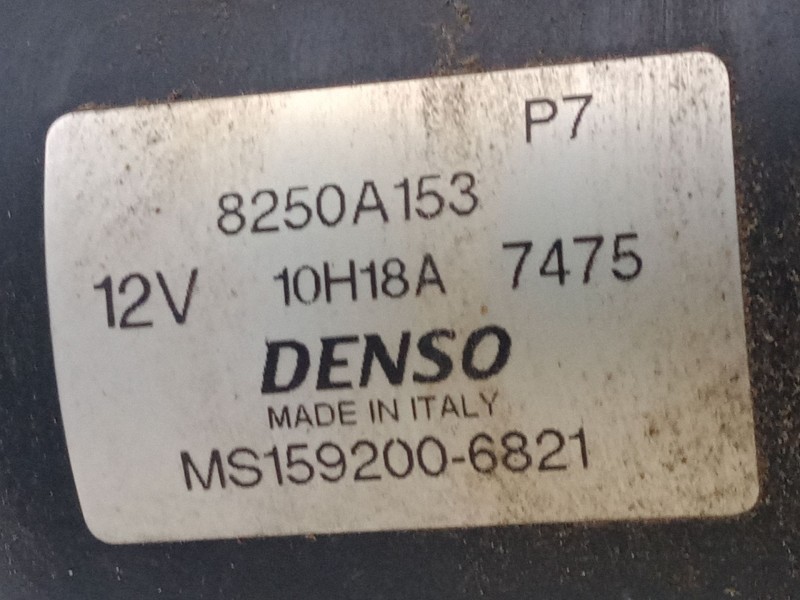 P7
8250A153
12V 10H18A 7475
DENSO
MADE IN ITALY
MS159200-6821